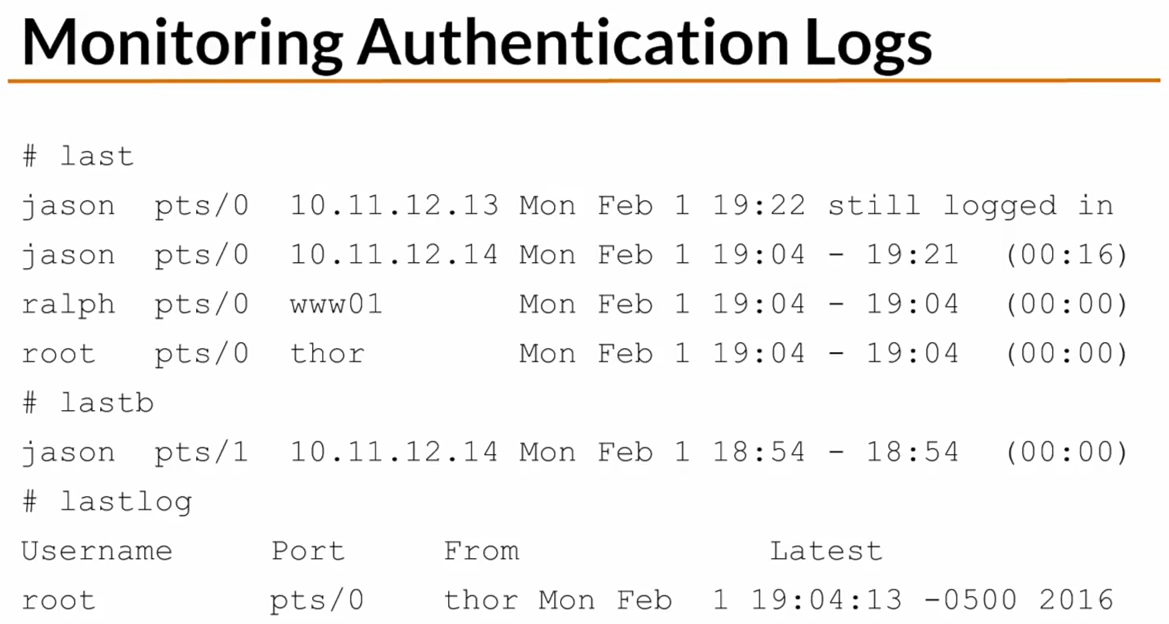 Monitoring Authentication Logs
# last
jason  pts/0  10.11.12.13 Mon Feb 1 19:22 still logged in
jason  pts/0  10.11.12.14 Mon Feb 1 19:04 - 19:21  (00:16)
ralph  pts/0  www01       Mon Feb 1 19:04 - 19:04  (00:00)
root   pts/0  thor        Mon Feb 1 19:04 - 19:04  (00:00)
# lastb
jason  pts/1  10.11.12.14 Mon Feb 1 18:54 - 18:54  (00:00)
# lastlog
Username     Port     From             Latest
root         pts/0    thor Mon Feb  1 19:04:13 -0500 2016